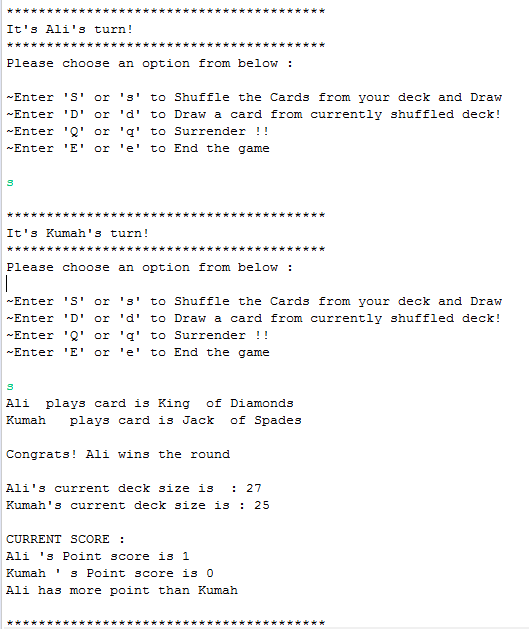 ****************************************
It's Ali's turn!
****************************************
Please choose an option from below :
~Enter 'S' or 's' to Shuffle the Cards from your deck and Draw
~Enter 'D' or 'd' to Draw a card from currently shuffled deck!
~Enter 'Q' or 'q' to Surrender !!
~Enter 'E' or 'e' to End the game
s
****************************************
It's Kumah's turn!
****************************************
Please choose an option from below :
~Enter 'S' or 's' to Shuffle the Cards from your deck and Draw
~Enter 'D' or 'd' to Draw a card from currently shuffled deck!
~Enter 'Q' or 'q' to Surrender !!
~Enter 'E' or 'e' to End the game
s
Ali  plays card is King  of Diamonds
Kumah   plays card is Jack  of Spades
Congrats! Ali wins the round
Ali's current deck size is  : 27
Kumah's current deck size is : 25
CURRENT SCORE :
Ali 's Point score is 1
Kumah ' s Point score is 0
Ali has more point than Kumah
****************************************